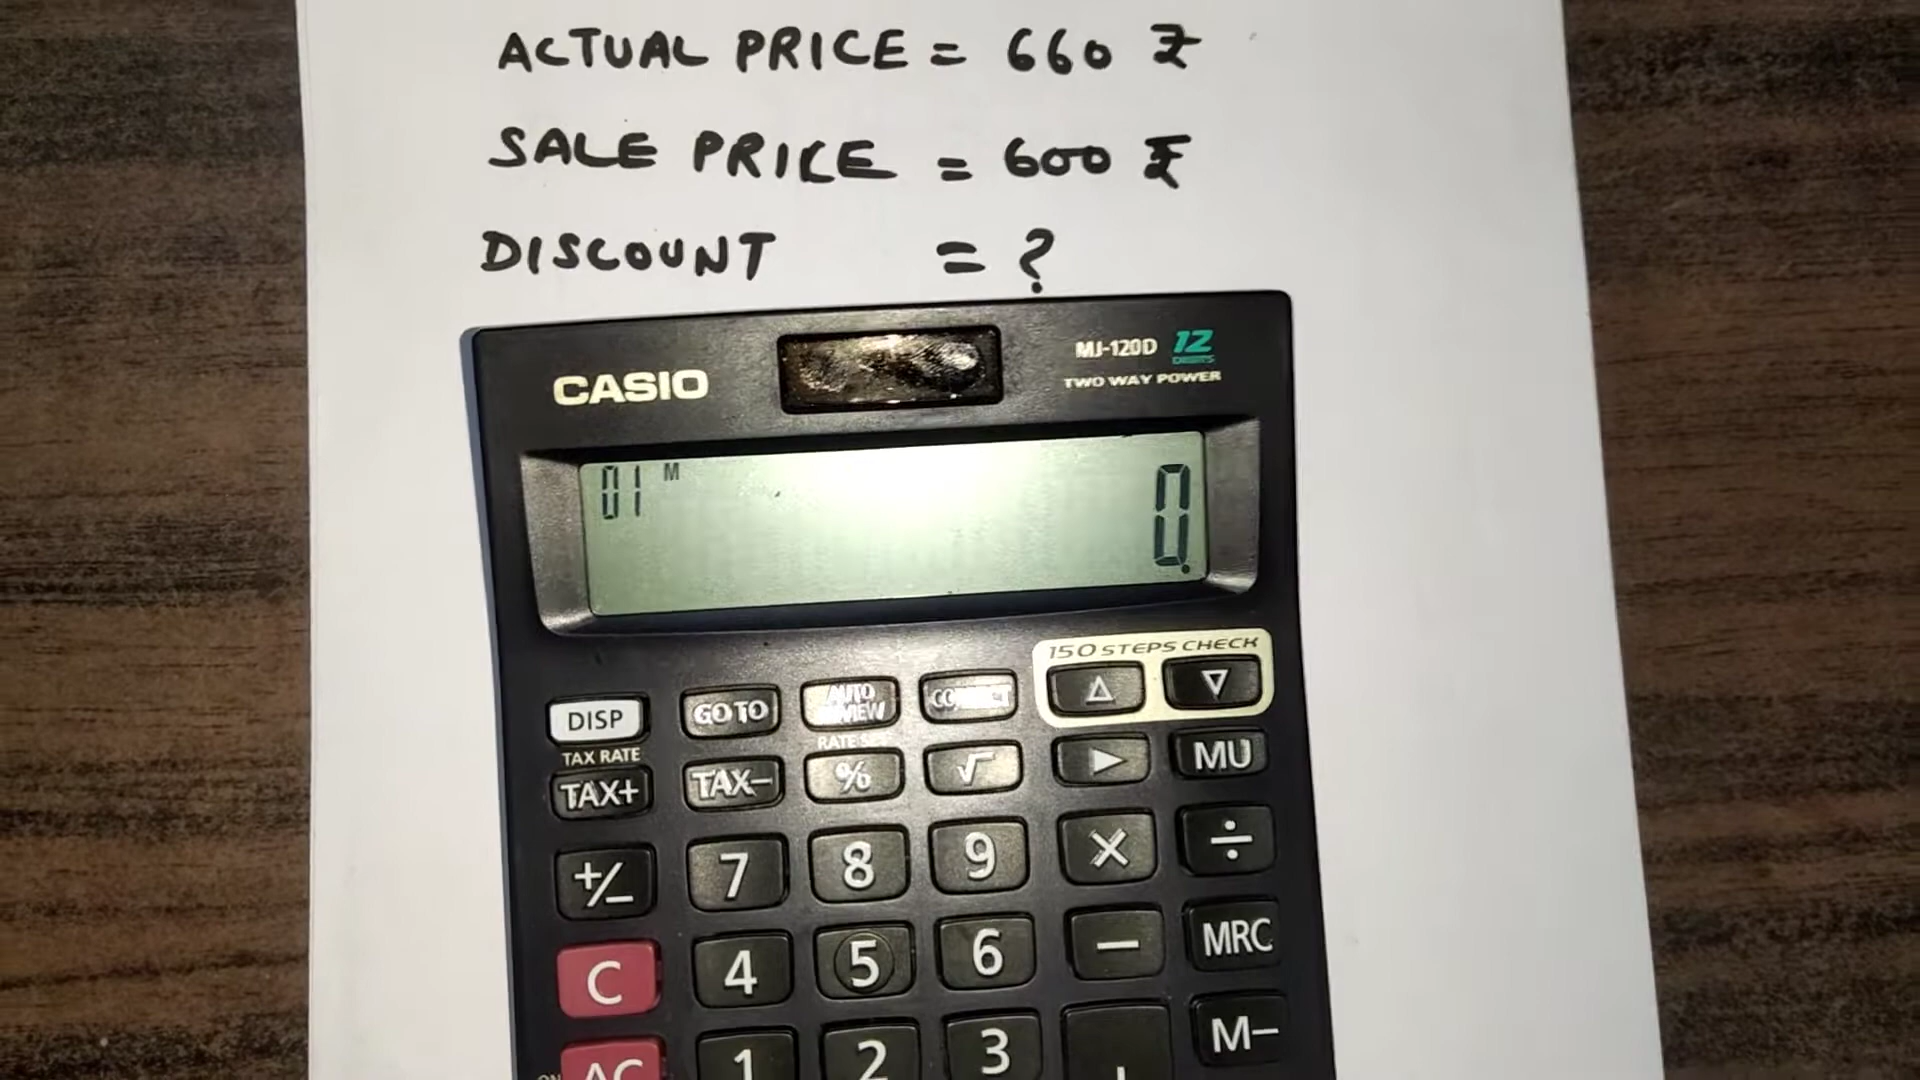 ACTUAL PRICE = 660 ₹
SALE PRICE = 600 ₹
DISCOUNT = ?
CASIO
MJ-120D 12
DIGITS
TWO WAY POWER
01 M 0.
150 STEPS CHECK
DISP GO TO AUTO REVIEW CORRECT △ ▽
TAX RATE
TAX+ TAX− % √ ▶ MU
+/− 7 8 9 × ÷
C 4 5 6 − MRC
ON AC 1 2 3 + M−